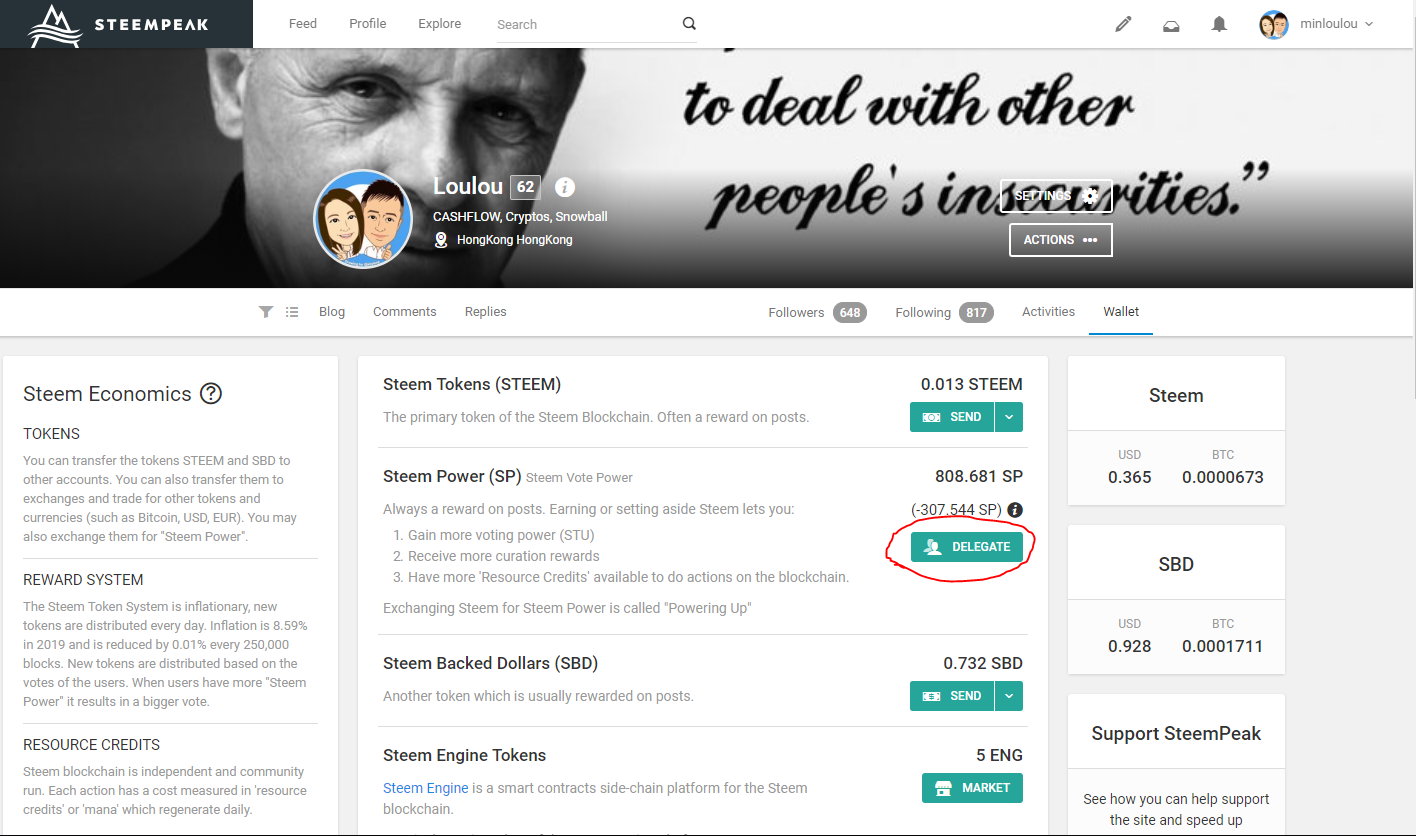 STEEMPEAK
Feed Profile Explore Search minloulou
to deal with other
people's insecurities.”
Loulou 62
CASHFLOW, Cryptos, Snowball
HongKong HongKong
SETTINGS
ACTIONS
Blog Comments Replies Followers 648 Following 817 Activities Wallet
Steem Economics
TOKENS
You can transfer the tokens STEEM and SBD to
other accounts. You can also transfer them to
exchanges and trade for other tokens and
currencies (such as Bitcoin, USD, EUR). You may
also exchange them for "Steem Power".
REWARD SYSTEM
The Steem Token System is inflationary, new
tokens are distributed every day. Inflation is 8.59%
in 2019 and is reduced by 0.01% every 250,000
blocks. New tokens are distributed based on the
votes of the users. When users have more "Steem
Power" it results in a bigger vote.
RESOURCE CREDITS
Steem blockchain is independent and community
run. Each action has a cost measured in 'resource
credits' or 'mana' which regenerate daily.
Steem Tokens (STEEM) 0.013 STEEM
The primary token of the Steem Blockchain. Often a reward on posts. SEND
Steem Power (SP) Steem Vote Power 808.681 SP
Always a reward on posts. Earning or setting aside Steem lets you: (-307.544 SP)
1. Gain more voting power (STU)
DELEGATE
2. Receive more curation rewards
3. Have more 'Resource Credits' available to do actions on the blockchain.
Exchanging Steem for Steem Power is called "Powering Up"
Steem Backed Dollars (SBD) 0.732 SBD
Another token which is usually rewarded on posts. SEND
Steem Engine Tokens 5 ENG
Steem Engine is a smart contracts side-chain platform for the Steem MARKET
blockchain.
Steem
USD BTC
0.365 0.0000673
SBD
USD BTC
0.928 0.0001711
Support SteemPeak
See how you can help support
the site and speed up